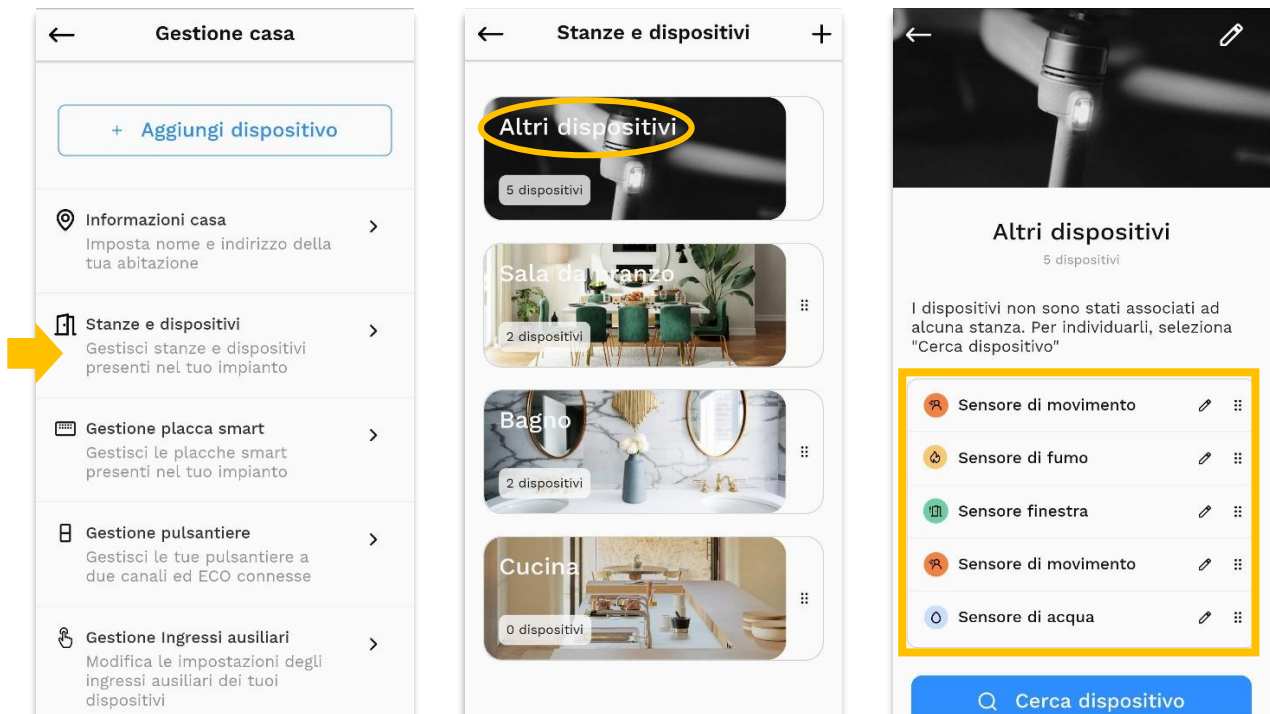 Gestione casa
+ Aggiungi dispositivo
Informazioni casa
Imposta nome e indirizzo della
tua abitazione
Stanze e dispositivi
Gestisci stanze e dispositivi
presenti nel tuo impianto
Gestione placca smart
Gestisci le placche smart
presenti nel tuo impianto
Gestione pulsantiere
Gestisci le tue pulsantiere a
due canali ed ECO connesse
Gestione Ingressi ausiliari
Modifica le impostazioni degli
ingressi ausiliari dei tuoi
dispositivi
Stanze e dispositivi
Altri dispositivi
5 dispositivi
Sala da pranzo
2 dispositivi
Bagno
2 dispositivi
Cucina
0 dispositivi
Altri dispositivi
5 dispositivi
I dispositivi non sono stati associati ad
alcuna stanza. Per individuarli, seleziona
"Cerca dispositivo"
Sensore di movimento
Sensore di fumo
Sensore finestra
Sensore di movimento
Sensore di acqua
Cerca dispositivo